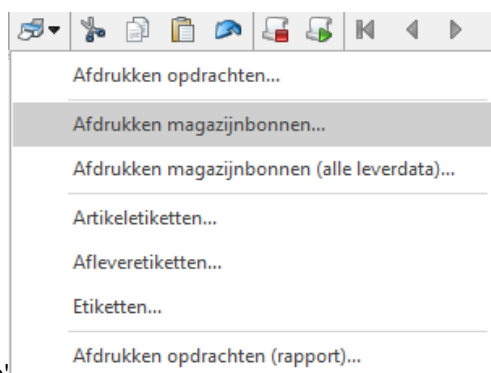 Afdrukken opdrachten...
Afdrukken magazijnbonnen...
Afdrukken magazijnbonnen (alle leverdata)...
Artikeletiketten...
Afleveretiketten...
Etiketten...
Afdrukken opdrachten (rapport)...